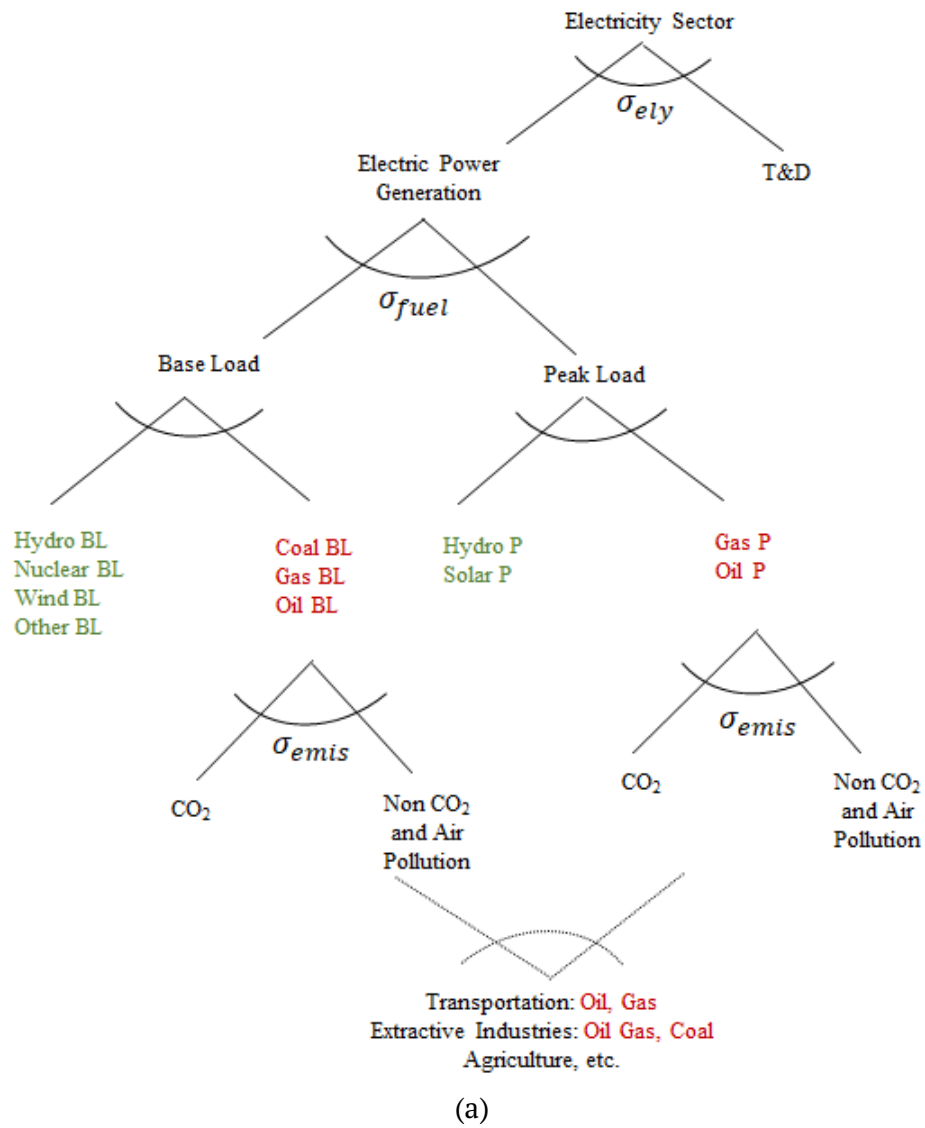 Electricity Sector
σ_ely
Electric Power
Generation
T&D
σ_fuel
Base Load
Peak Load
Hydro BL
Nuclear BL
Wind BL
Other BL
Coal BL
Gas BL
Oil BL
Hydro P
Solar P
Gas P
Oil P
σ_emis
CO₂
Non CO₂
and Air
Pollution
σ_emis
CO₂
Non CO₂
and Air
Pollution
Transportation: Oil, Gas
Extractive Industries: Oil Gas, Coal
Agriculture, etc.
(a)